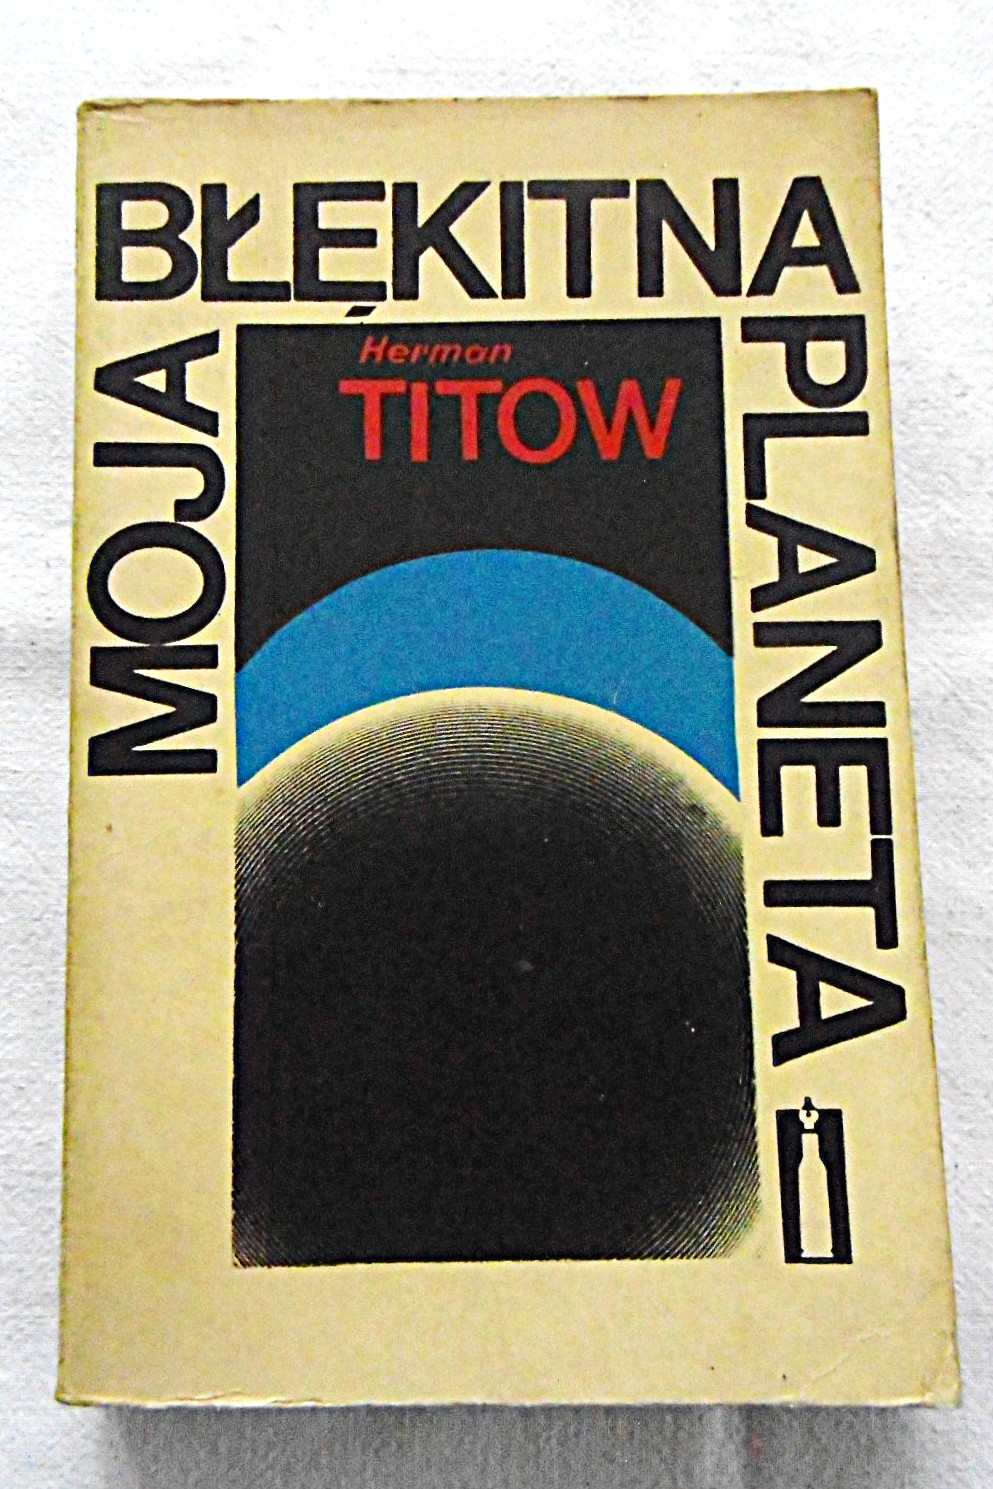 MOJA
BŁĘKITNA
PLANETA
Herman
TITOW